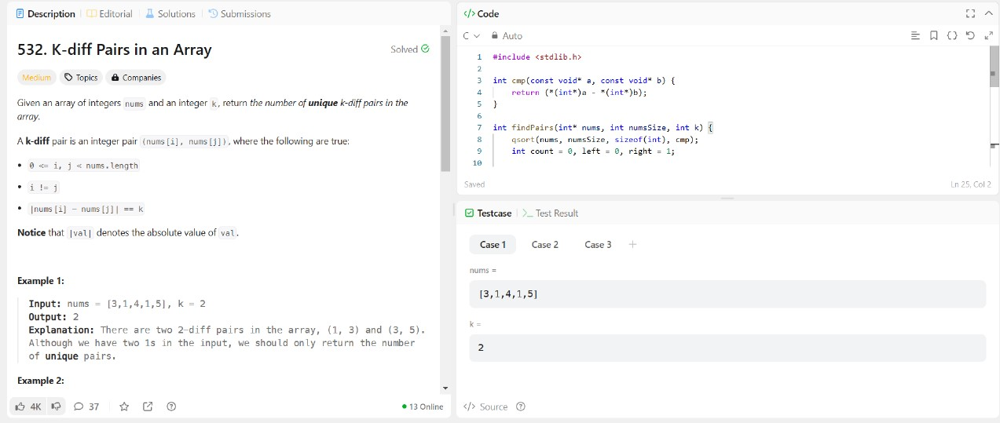 Description Editorial Solutions Submissions
532. K-diff Pairs in an Array
Solved
Medium Topics Companies
Given an array of integers nums and an integer k, return the number of unique k-diff pairs in the
array.
A k-diff pair is an integer pair (nums[i], nums[j]), where the following are true:
• 0 <= i, j < nums.length
• i != j
• |nums[i] - nums[j]| == k
Notice that |val| denotes the absolute value of val.
Example 1:
Input: nums = [3,1,4,1,5], k = 2
Output: 2
Explanation: There are two 2-diff pairs in the array, (1, 3) and (3, 5).
Although we have two 1s in the input, we should only return the number
of unique pairs.
Example 2:
4K 37
13 Online
</> Code
C Auto
1 #include <stdlib.h>
2
3 int cmp(const void* a, const void* b) {
4 return (*(int*)a - *(int*)b);
5 }
6
7 int findPairs(int* nums, int numsSize, int k) {
8 qsort(nums, numsSize, sizeof(int), cmp);
9 int count = 0, left = 0, right = 1;
10
Saved Ln 25, Col 2
Testcase >_ Test Result
Case 1 Case 2 Case 3 +
nums =
[3,1,4,1,5]
k =
2
</> Source